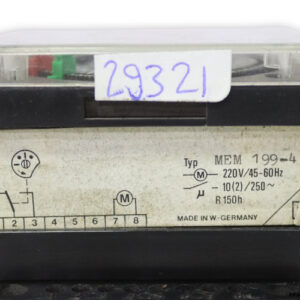 29321
Typ MEM 199-4
M 220V/45-60Hz
µ 10(2)/250~
R 150h
M
2 3 4 5 6 7 8
MADE IN W.-GERMANY